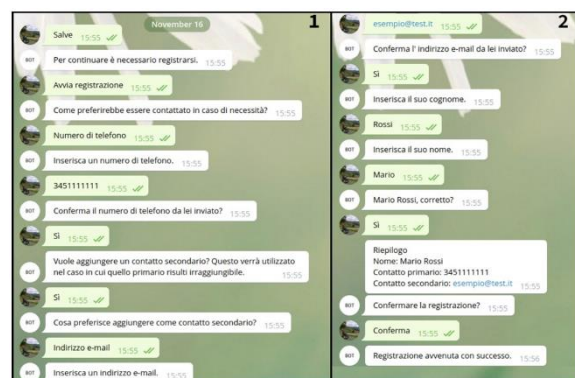 November 16
1
Salve 15:55
BOT Per continuare è necessario registrarsi. 15:55
Avvia registrazione 15:55
BOT Come preferirebbe essere contattato in caso di necessità? 15:55
Numero di telefono 15:55
BOT Inserisca un numero di telefono. 15:55
3451111111 15:55
BOT Conferma il numero di telefono da lei inviato? 15:55
Sì 15:55
BOT Vuole aggiungere un contatto secondario? Questo verrà utilizzato
nel caso in cui quello primario risulti irraggiungibile. 15:55
Sì 15:55
BOT Cosa preferisce aggiungere come contatto secondario? 15:55
Indirizzo e-mail 15:55
BOT Inserisca un indirizzo e-mail. 15:55
2
esempio@test.it 15:55
BOT Conferma l' indirizzo e-mail da lei inviato? 15:55
Sì 15:55
BOT Inserisca il suo cognome. 15:55
Rossi 15:55
BOT Inserisca il suo nome. 15:55
Mario 15:55
BOT Mario Rossi, corretto? 15:55
Sì 15:55
Riepilogo
Nome: Mario Rossi
Contatto primario: 3451111111
Contatto secondario: esempio@test.it 15:55
BOT Confermare la registrazione? 15:55
Conferma 15:55
BOT Registrazione avvenuta con successo. 15:56